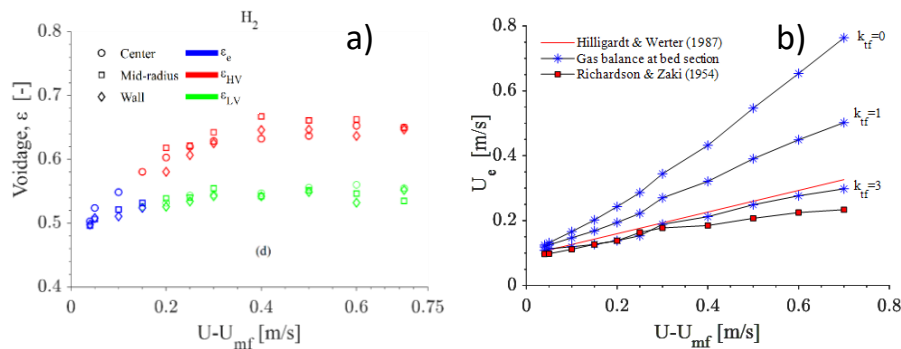 H2
a)
Center
Mid-radius
Wall
εe
εHV
εLV
Voidage, ε [-]
0.8
0.7
0.6
0.5
0.4
(d)
0
0.2
0.4
0.6
0.75
U-Umf [m/s]
b)
Hilligardt & Werter (1987)
Gas balance at bed section
Richardson & Zaki (1954)
ktf=0
ktf=1
ktf=3
Ue [m/s]
0.8
0.6
0.4
0.2
0
0
0.2
0.4
0.6
0.8
U-Umf [m/s]